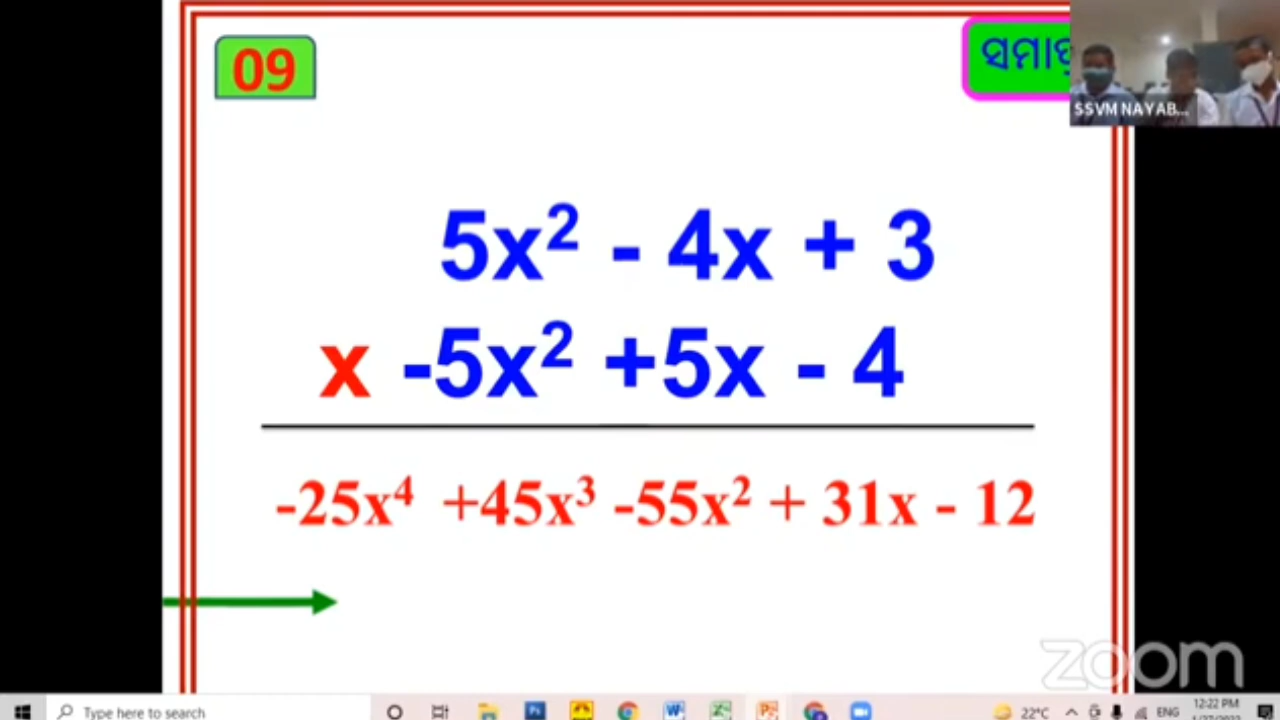 09
SSVM NAYAB...
5x² - 4x + 3
x -5x² +5x - 4
-25x⁴ +45x³ -55x² + 31x - 12
zoom
Type here to search
22°C
ENG
12:22 PM